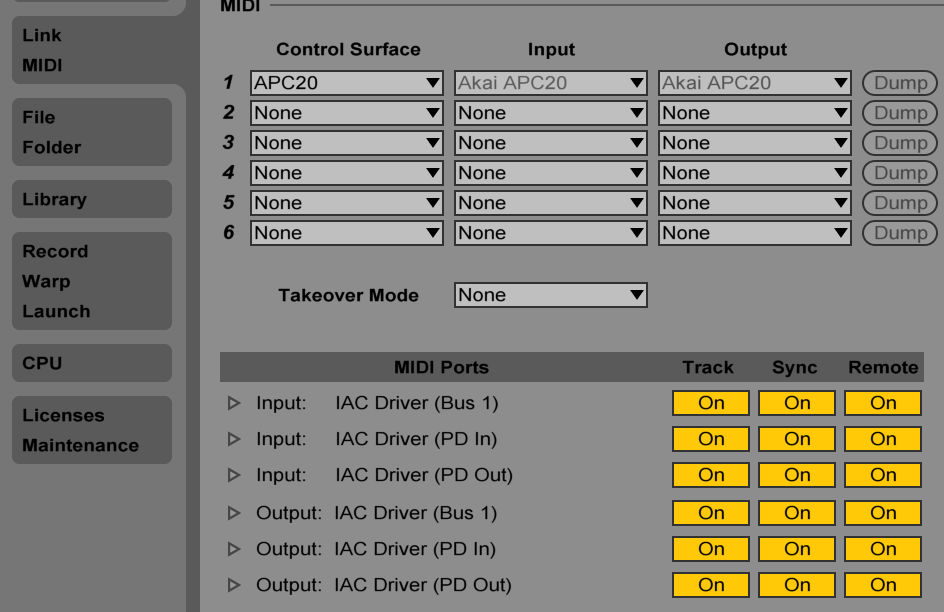 MIDI
Link
MIDI
File
Folder
Library
Record
Warp
Launch
CPU
Licenses
Maintenance
Control Surface Input Output
1 APC20 Akai APC20 Akai APC20 Dump
2 None None None Dump
3 None None None Dump
4 None None None Dump
5 None None None Dump
6 None None None Dump
Takeover Mode None
MIDI Ports Track Sync Remote
Input: IAC Driver (Bus 1) On On On
Input: IAC Driver (PD In) On On On
Input: IAC Driver (PD Out) On On On
Output: IAC Driver (Bus 1) On On On
Output: IAC Driver (PD In) On On On
Output: IAC Driver (PD Out) On On On